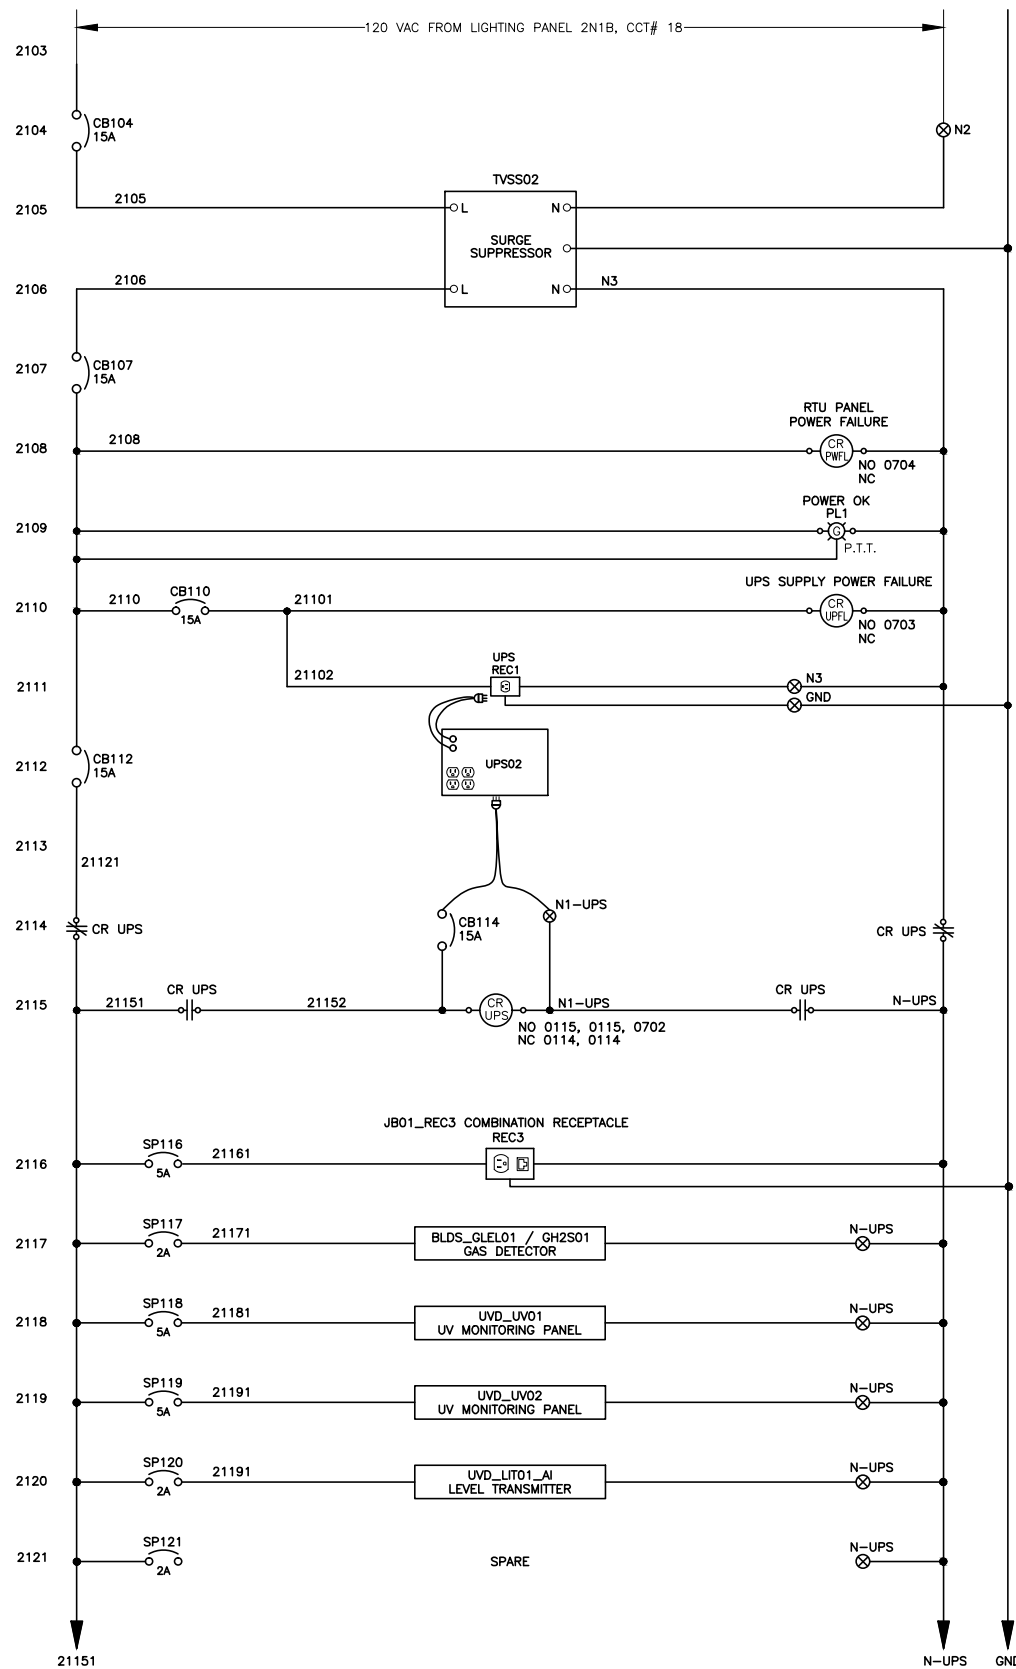 120 VAC FROM LIGHTING PANEL 2N1B, CCT# 18
2103
2104
CB104
15A
N2
TVSS02
2105
2105
L
N
SURGE
SUPPRESSOR
2106
2106
L
N
N3
2107
CB107
15A
RTU PANEL
POWER FAILURE
2108
2108
CR
PWFL
NO 0704
NC
POWER OK
PL1
2109
G
P.T.T.
UPS SUPPLY POWER FAILURE
2110
2110
CB110
15A
21101
CR
UPFL
NO 0703
NC
UPS
REC1
2111
21102
N3
GND
2112
CB112
15A
UPS02
2113
21121
N1-UPS
2114
CR UPS
CB114
15A
CR UPS
2115
21151
CR UPS
21152
CR
UPS
N1-UPS
CR UPS
N-UPS
NO 0115, 0115, 0702
NC 0114, 0114
JB01_REC3 COMBINATION RECEPTACLE
REC3
2116
SP116
5A
21161
2117
SP117
2A
21171
BLDS_GLEL01 / GH2S01
GAS DETECTOR
N-UPS
2118
SP118
5A
21181
UVD_UV01
UV MONITORING PANEL
N-UPS
2119
SP119
5A
21191
UVD_UV02
UV MONITORING PANEL
N-UPS
2120
SP120
2A
21191
UVD_LIT01_AI
LEVEL TRANSMITTER
N-UPS
2121
SP121
2A
SPARE
N-UPS
21151
N-UPS
GND